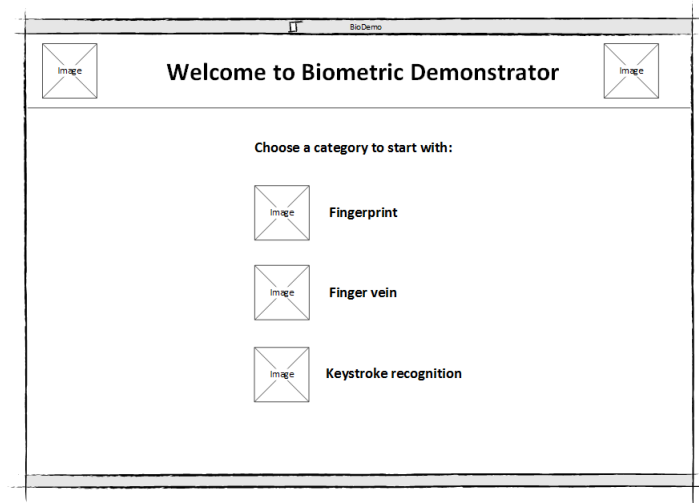 BioDemo
Image
Welcome to Biometric Demonstrator
Image
Choose a category to start with:
Image
Fingerprint
Image
Finger vein
Image
Keystroke recognition